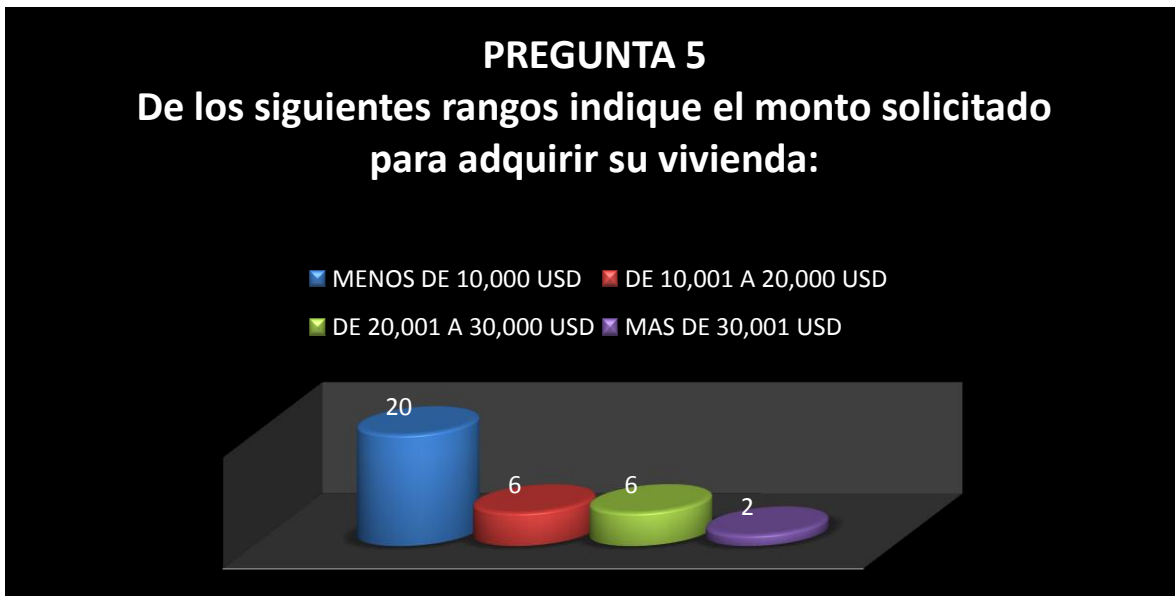 PREGUNTA 5
De los siguientes rangos indique el monto solicitado
para adquirir su vivienda:
MENOS DE 10,000 USD DE 10,001 A 20,000 USD
DE 20,001 A 30,000 USD MAS DE 30,001 USD
20
6 6
2